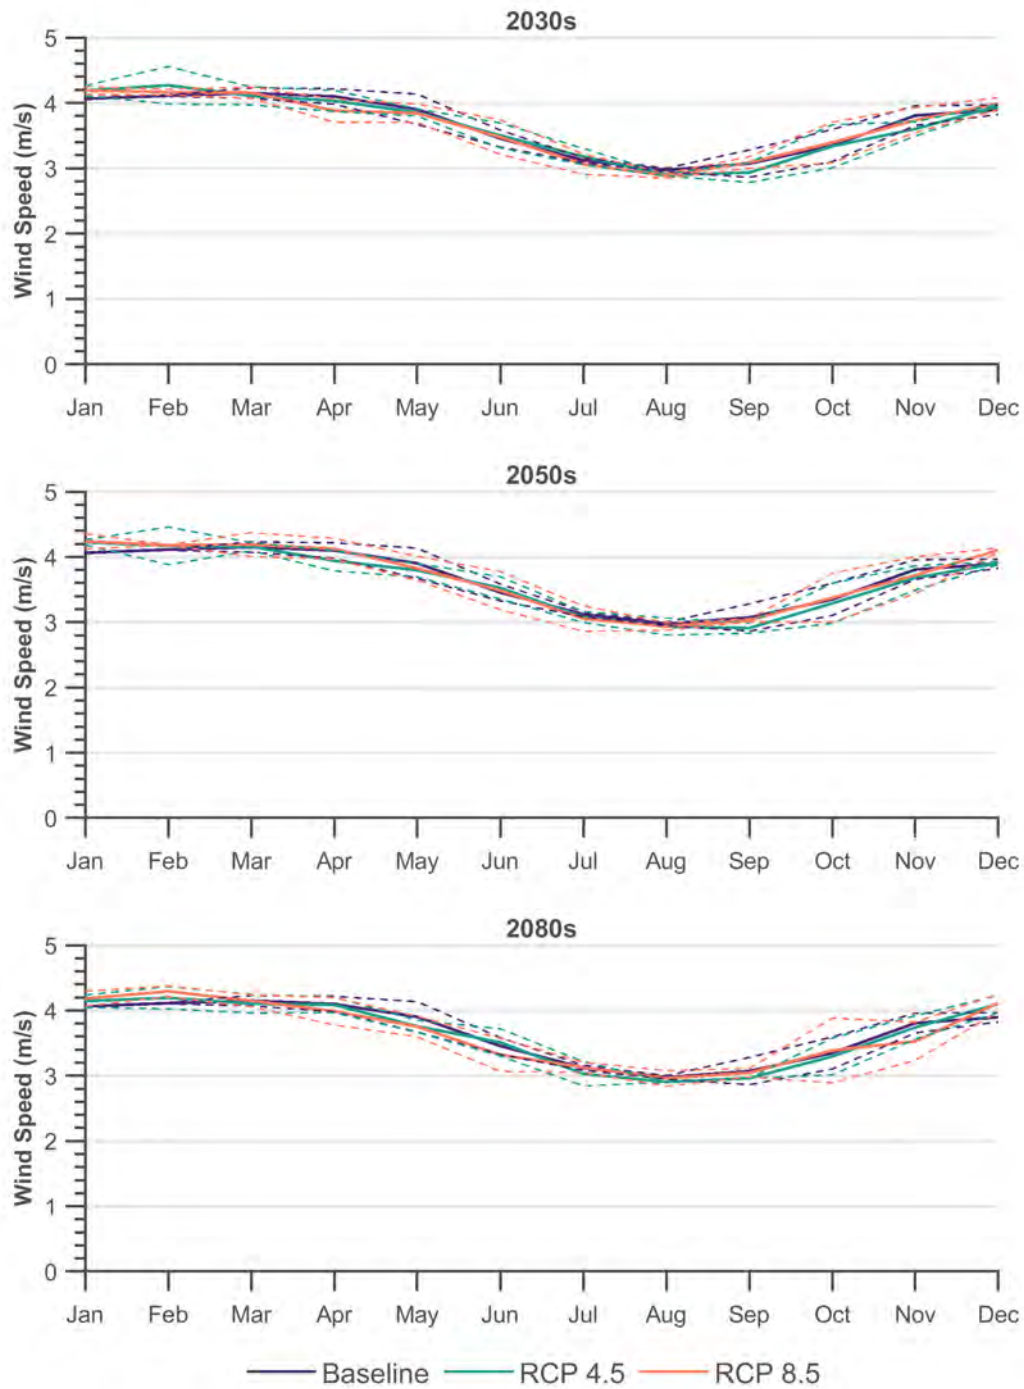 2030s
5
4
3
2
1
0
Wind Speed (m/s)
Jan Feb Mar Apr May Jun Jul Aug Sep Oct Nov Dec
2050s
5
4
3
2
1
0
Wind Speed (m/s)
Jan Feb Mar Apr May Jun Jul Aug Sep Oct Nov Dec
2080s
5
4
3
2
1
0
Wind Speed (m/s)
Jan Feb Mar Apr May Jun Jul Aug Sep Oct Nov Dec
Baseline RCP 4.5 RCP 8.5